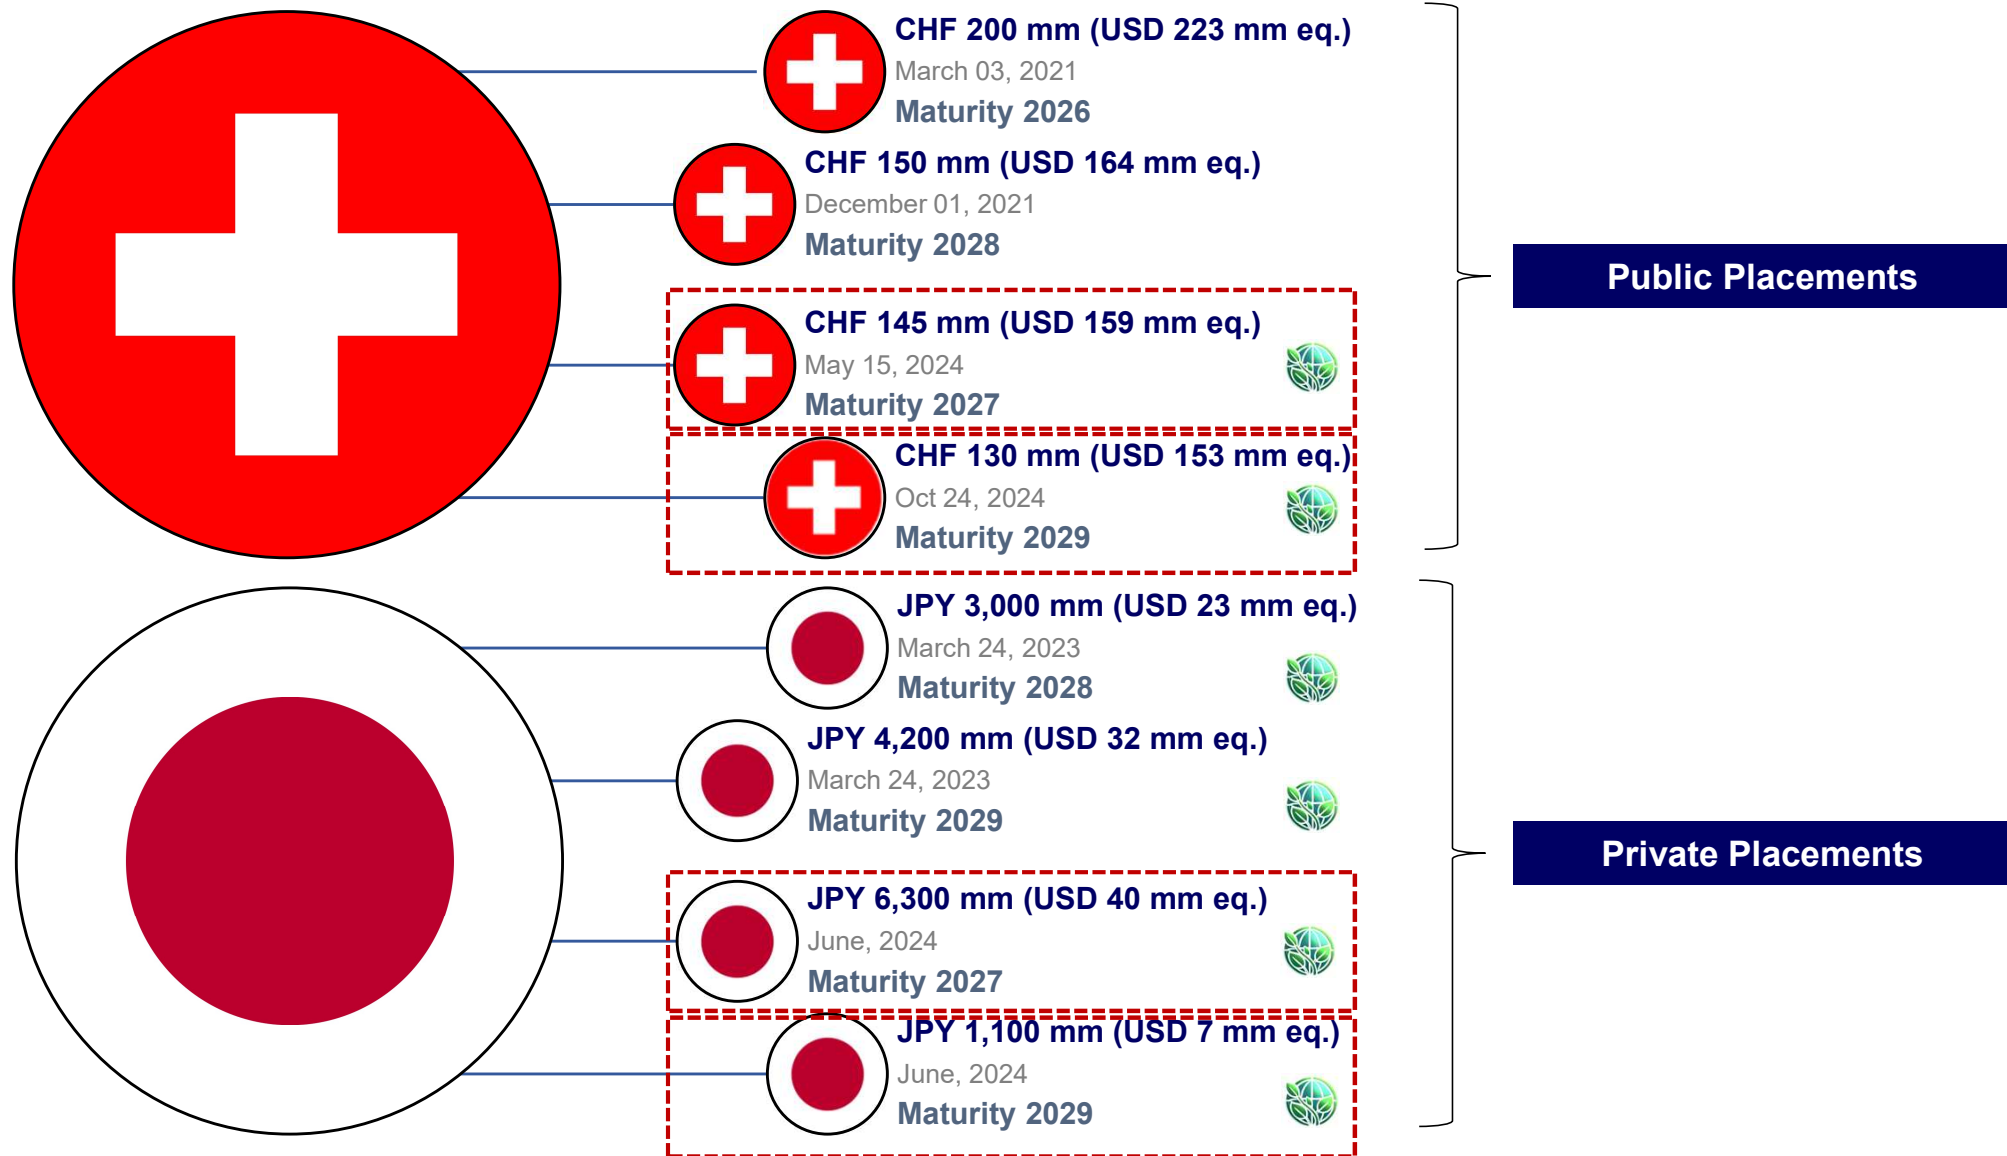 CHF 200 mm (USD 223 mm eq.)
March 03, 2021
Maturity 2026
CHF 150 mm (USD 164 mm eq.)
December 01, 2021
Maturity 2028
CHF 145 mm (USD 159 mm eq.)
May 15, 2024
Maturity 2027
CHF 130 mm (USD 153 mm eq.)
Oct 24, 2024
Maturity 2029
Public Placements
JPY 3,000 mm (USD 23 mm eq.)
March 24, 2023
Maturity 2028
JPY 4,200 mm (USD 32 mm eq.)
March 24, 2023
Maturity 2029
JPY 6,300 mm (USD 40 mm eq.)
June, 2024
Maturity 2027
JPY 1,100 mm (USD 7 mm eq.)
June, 2024
Maturity 2029
Private Placements